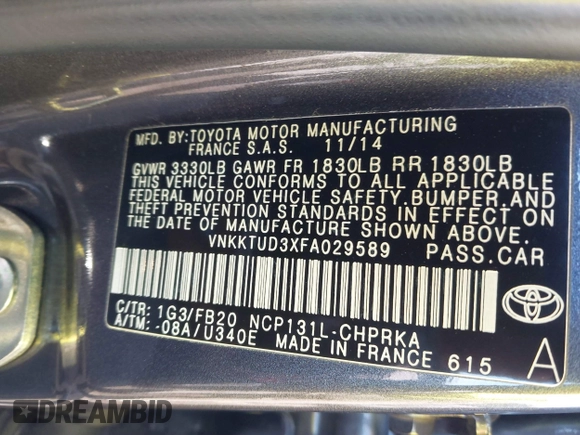 MFD. BY:TOYOTA MOTOR MANUFACTURING
FRANCE S.A.S. 11/14
GVWR 3330LB GAWR FR 1830LB RR 1830LB
THIS VEHICLE CONFORMS TO ALL APPLICABLE
FEDERAL MOTOR VEHICLE SAFETY,BUMPER,AND
THEFT PREVENTION STANDARDS IN EFFECT ON
THE DATE OF MANUFACTURE SHOWN ABOVE.
VNKKTUD3XFA029589 PASS.CAR
C/TR: 1G3/FB20 NCP131L-CHPRKA
A/TM: -08A/U340E MADE IN FRANCE 615
A
TOYOTA
DREAMBID